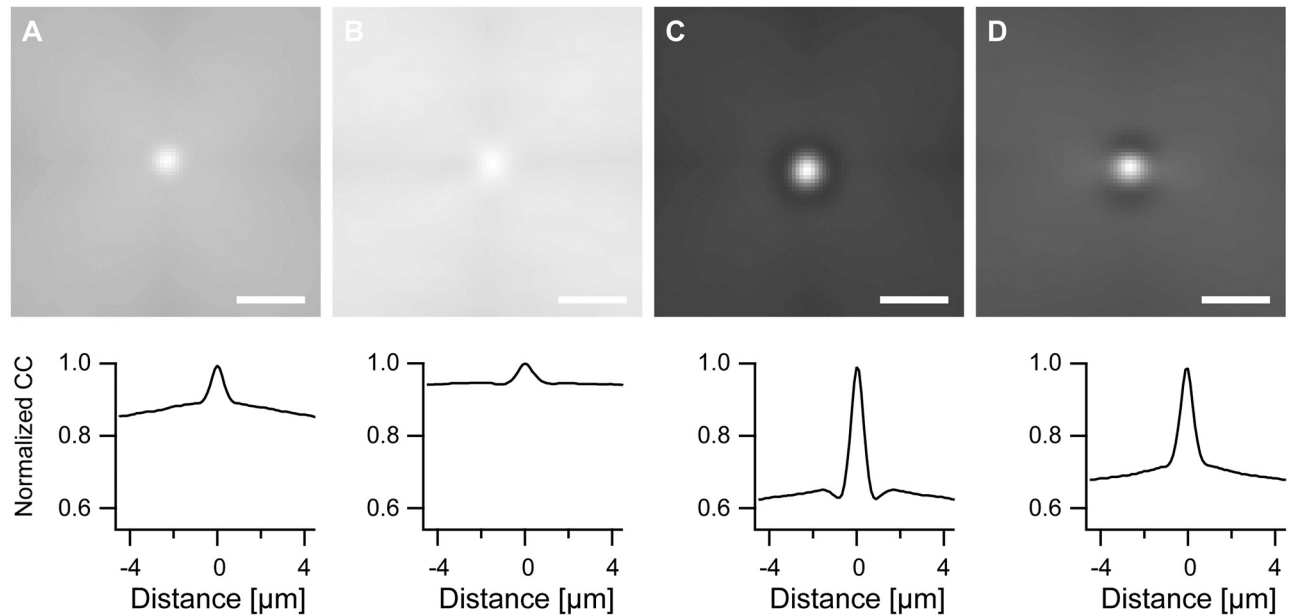 A B C D
Normalized CC
1.0 1.0 1.0 1.0
0.8 0.8 0.8 0.8
0.6 0.6 0.6 0.6
-4 0 4 -4 0 4 -4 0 4 -4 0 4
Distance [µm] Distance [µm] Distance [µm] Distance [µm]